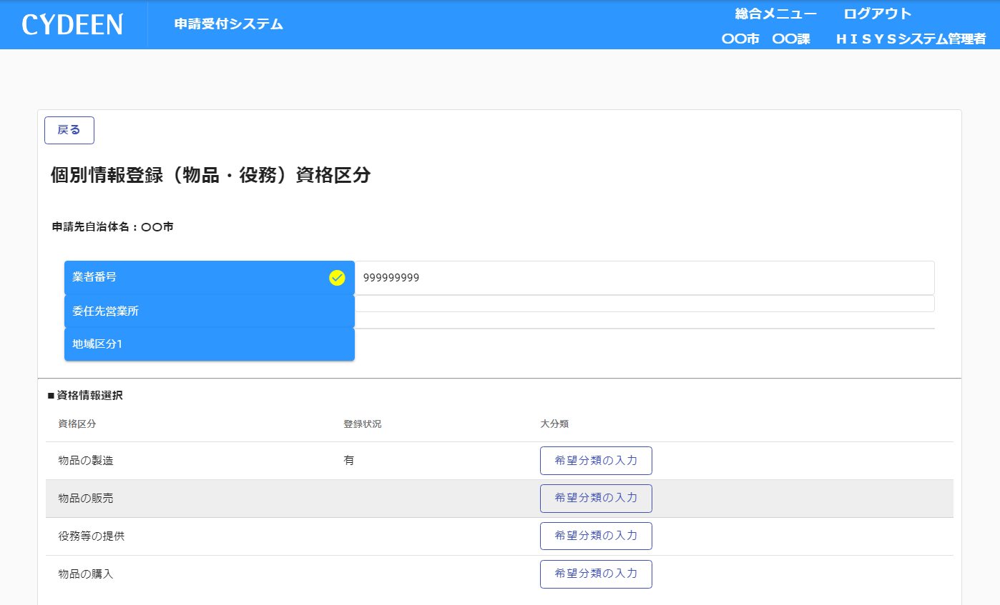 CYDEEN 申請受付システム 総合メニュー ログアウト
〇〇市 〇〇課 ＨＩＳＹＳシステム管理者
戻る
個別情報登録（物品・役務）資格区分
申請先自治体名：〇〇市
業者番号 999999999
委任先営業所
地域区分1
■資格情報選択
資格区分 登録状況 大分類
物品の製造 有 希望分類の入力
物品の販売 希望分類の入力
役務等の提供 希望分類の入力
物品の購入 希望分類の入力